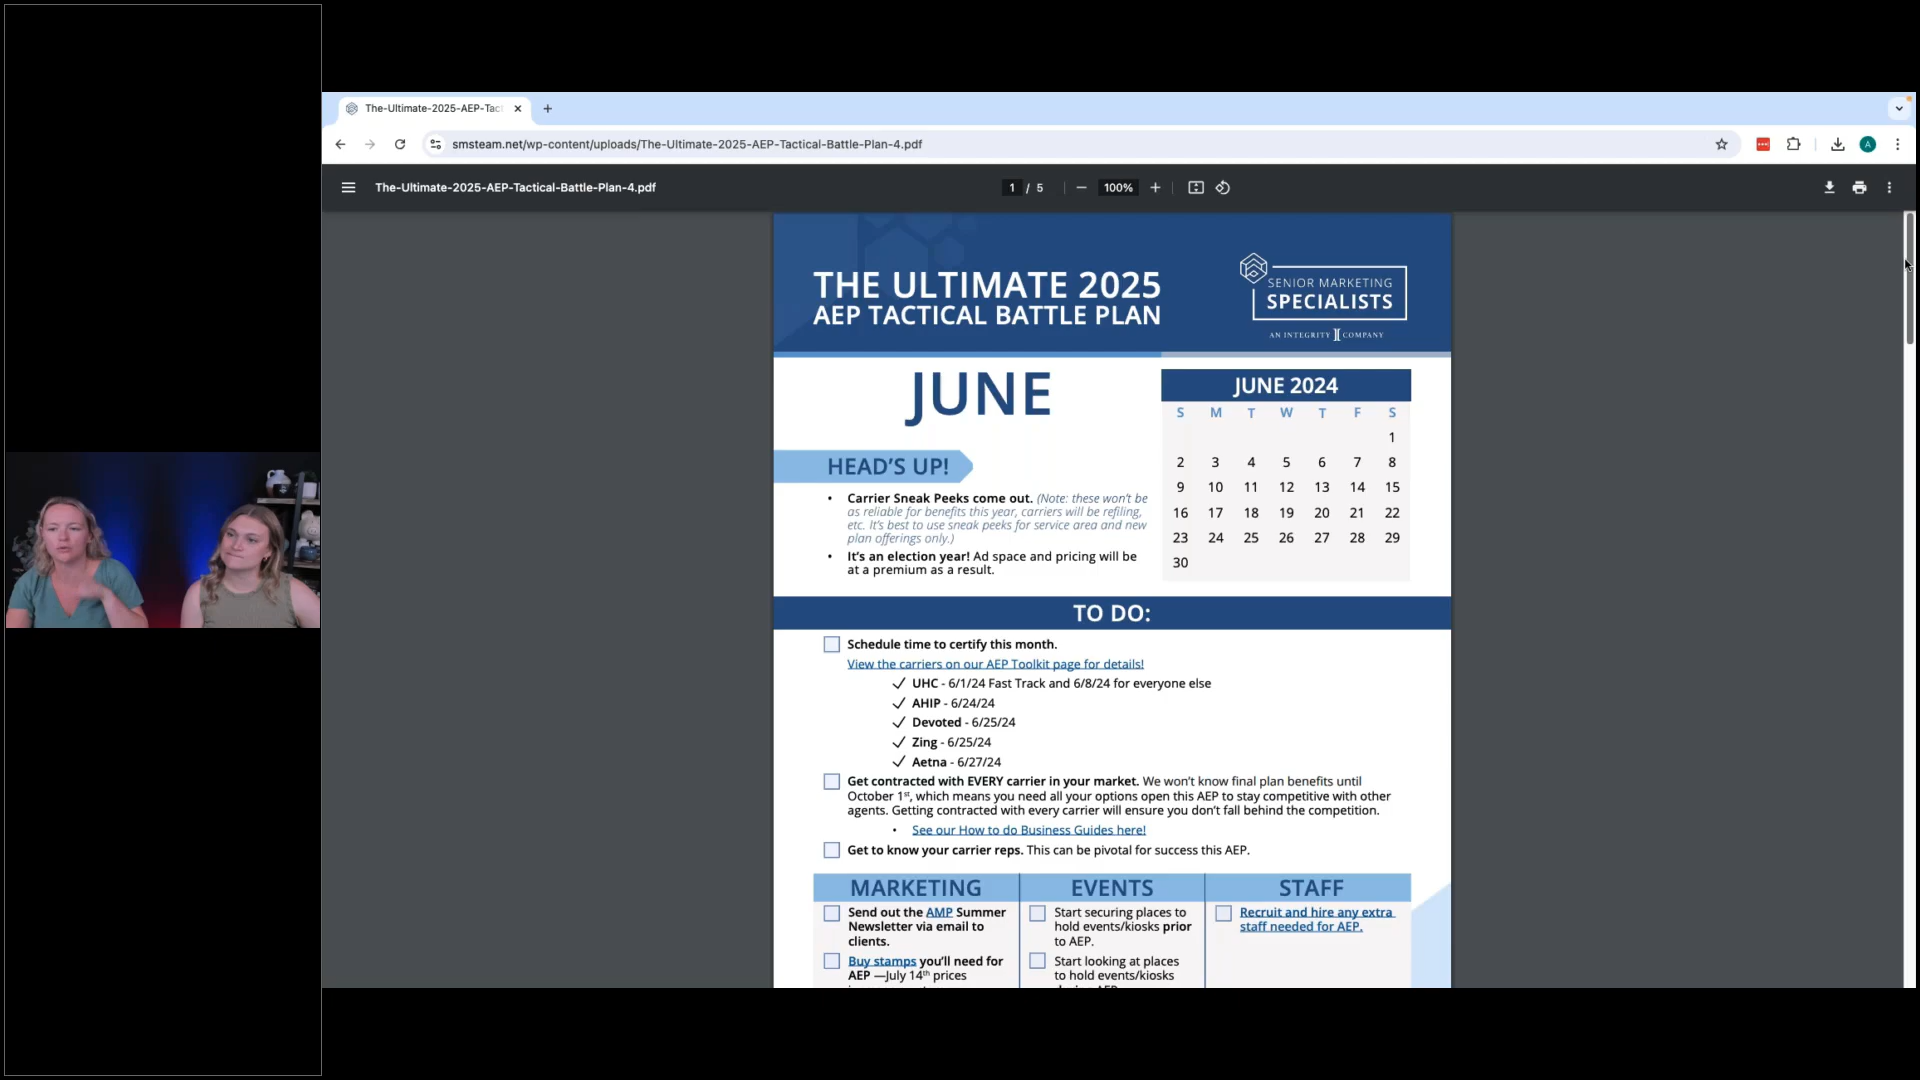 The-Ultimate-2025-AEP-Tac
smsteam.net/wp-content/uploads/The-Ultimate-2025-AEP-Tactical-Battle-Plan-4.pdf
A
The-Ultimate-2025-AEP-Tactical-Battle-Plan-4.pdf
1 / 5
100%
THE ULTIMATE 2025
AEP TACTICAL BATTLE PLAN
SENIOR MARKETING
SPECIALISTS
AN INTEGRITY COMPANY
JUNE
HEAD'S UP!
• Carrier Sneak Peeks come out. (Note: these won't be
as reliable for benefits this year, carriers will be refiling,
etc. It's best to use sneak peeks for service area and new
plan offerings only.)
• It's an election year! Ad space and pricing will be
at a premium as a result.
JUNE 2024
S M T W T F S
1
2 3 4 5 6 7 8
9 10 11 12 13 14 15
16 17 18 19 20 21 22
23 24 25 26 27 28 29
30
TO DO:
Schedule time to certify this month.
View the carriers on our AEP Toolkit page for details!
✓ UHC - 6/1/24 Fast Track and 6/8/24 for everyone else
✓ AHIP - 6/24/24
✓ Devoted - 6/25/24
✓ Zing - 6/25/24
✓ Aetna - 6/27/24
Get contracted with EVERY carrier in your market. We won't know final plan benefits until
October 1st, which means you need all your options open this AEP to stay competitive with other
agents. Getting contracted with every carrier will ensure you don't fall behind the competition.
• See our How to do Business Guides here!
Get to know your carrier reps. This can be pivotal for success this AEP.
MARKETING
Send out the AMP Summer
Newsletter via email to
clients.
Buy stamps you'll need for
AEP —July 14th prices
EVENTS
Start securing places to
hold events/kiosks prior
to AEP.
Start looking at places
to hold events/kiosks
STAFF
Recruit and hire any extra
staff needed for AEP.